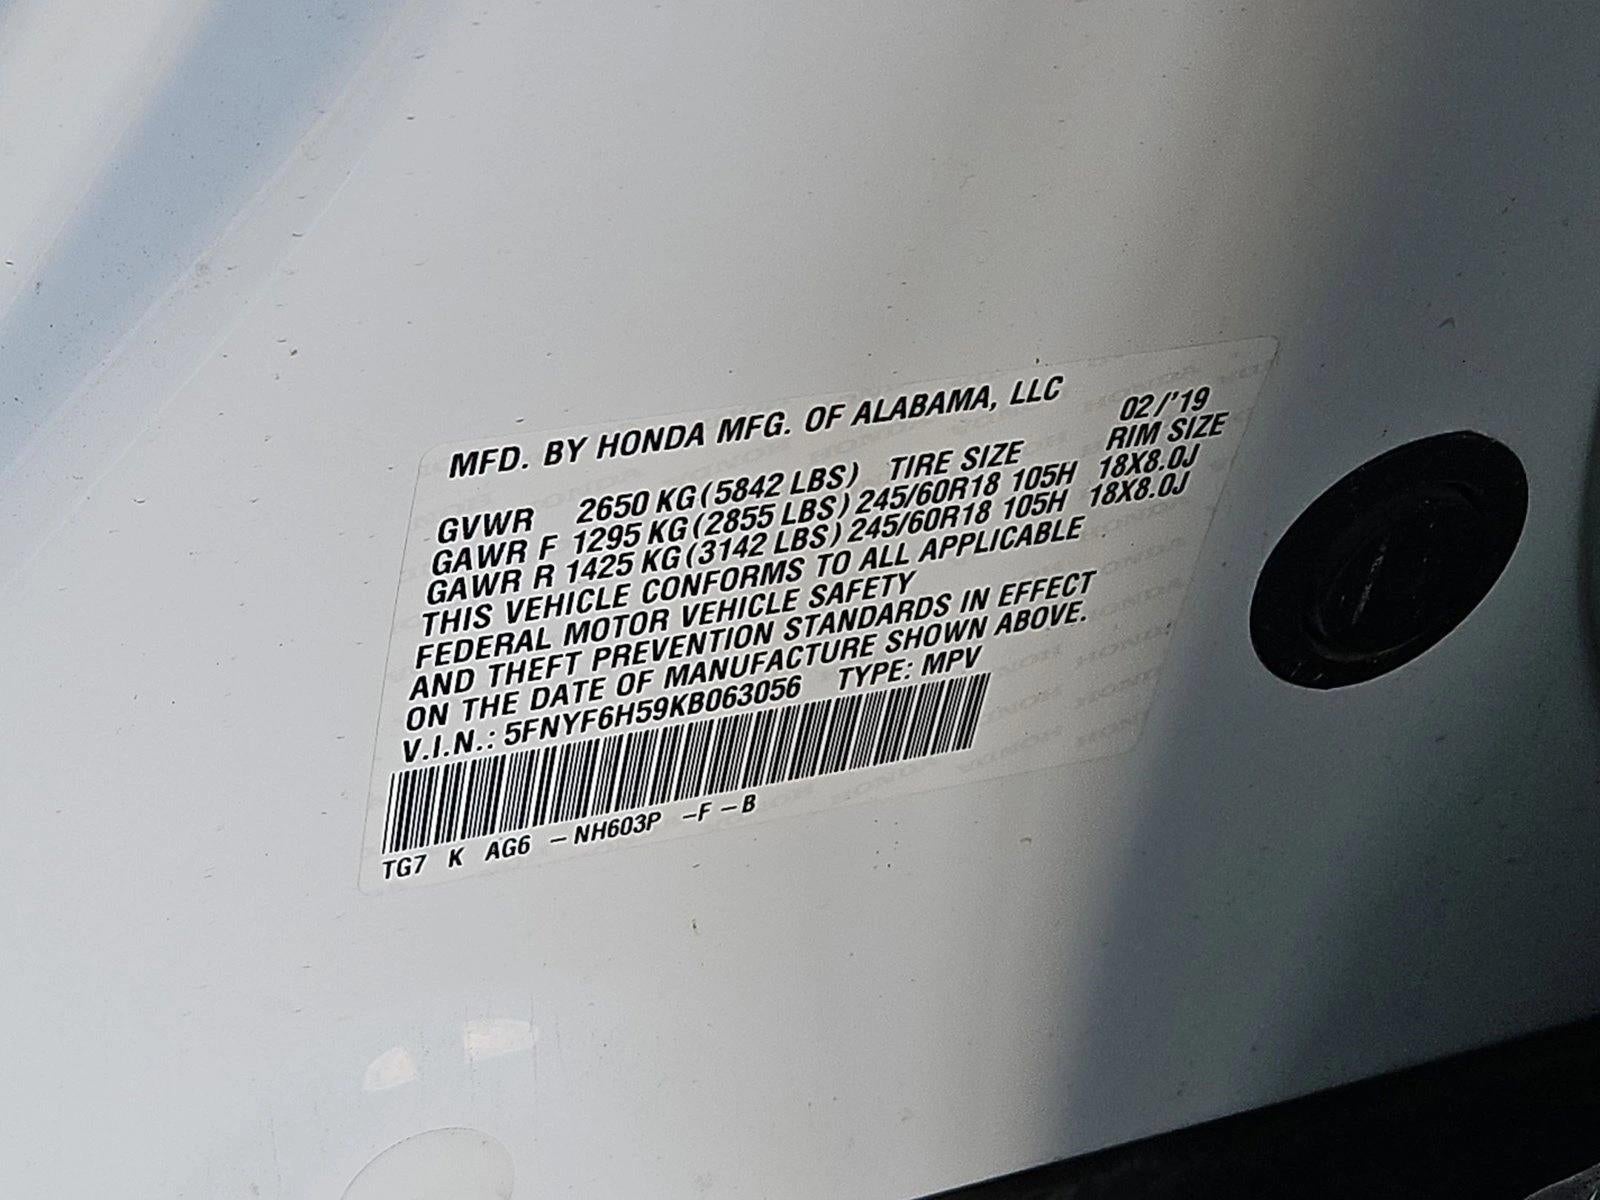 MFD. BY HONDA MFG. OF ALABAMA, LLC 02/'19
GVWR 2650 KG (5842 LBS) TIRE SIZE RIM SIZE
GAWR F 1295 KG (2855 LBS) 245/60R18 105H 18X8.0J
GAWR R 1425 KG (3142 LBS) 245/60R18 105H 18X8.0J
THIS VEHICLE CONFORMS TO ALL APPLICABLE
FEDERAL MOTOR VEHICLE SAFETY
AND THEFT PREVENTION STANDARDS IN EFFECT
ON THE DATE OF MANUFACTURE SHOWN ABOVE.
V.I.N.: 5FNYF6H59KB063056 TYPE: MPV
TG7 K AG6 – NH603P –F – B